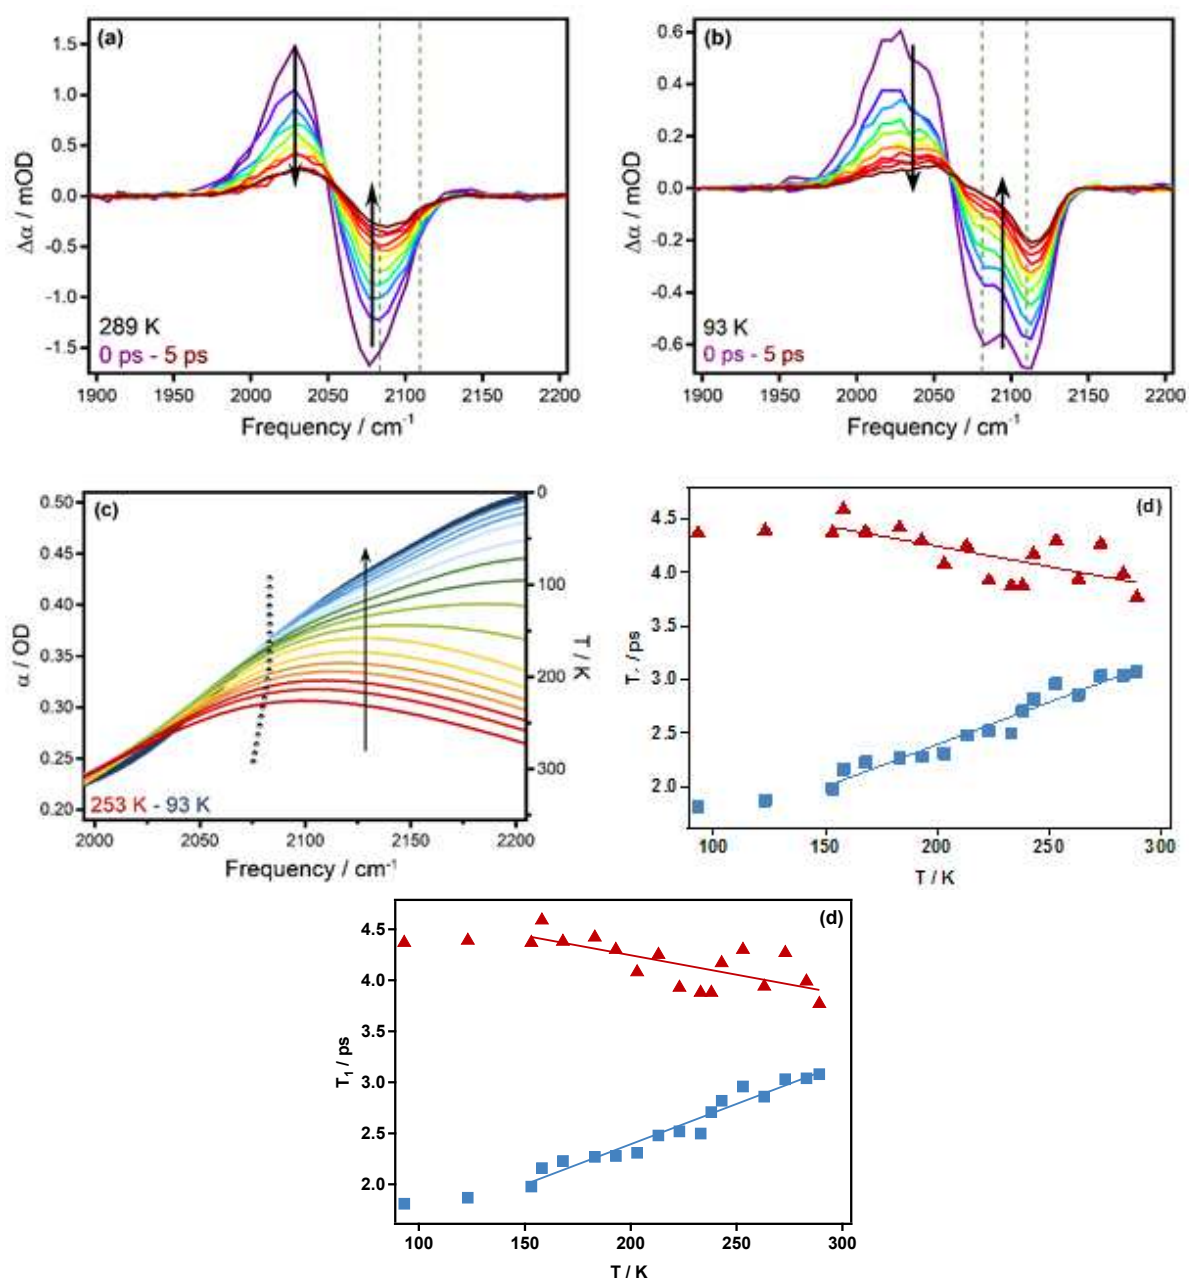 (a)
1.5
1.0
0.5
0.0
-0.5
-1.0
-1.5
Δα / mOD
289 K
0 ps - 5 ps
1900 1950 2000 2050 2100 2150 2200
Frequency / cm⁻¹
(b)
0.6
0.4
0.2
0.0
-0.2
-0.4
-0.6
Δα / mOD
93 K
0 ps - 5 ps
1900 1950 2000 2050 2100 2150 2200
Frequency / cm⁻¹
(c)
0.50
0.45
0.40
0.35
0.30
0.25
0.20
α / OD
0
100
200
300
T / K
253 K - 93 K
2000 2050 2100 2150 2200
Frequency / cm⁻¹
(d)
4.5
4.0
3.5
3.0
2.5
2.0
/ ps
100 150 200 250 300
T / K
(d)
4.5
4.0
3.5
3.0
2.5
2.0
T₁ / ps
100 150 200 250 300
T / K